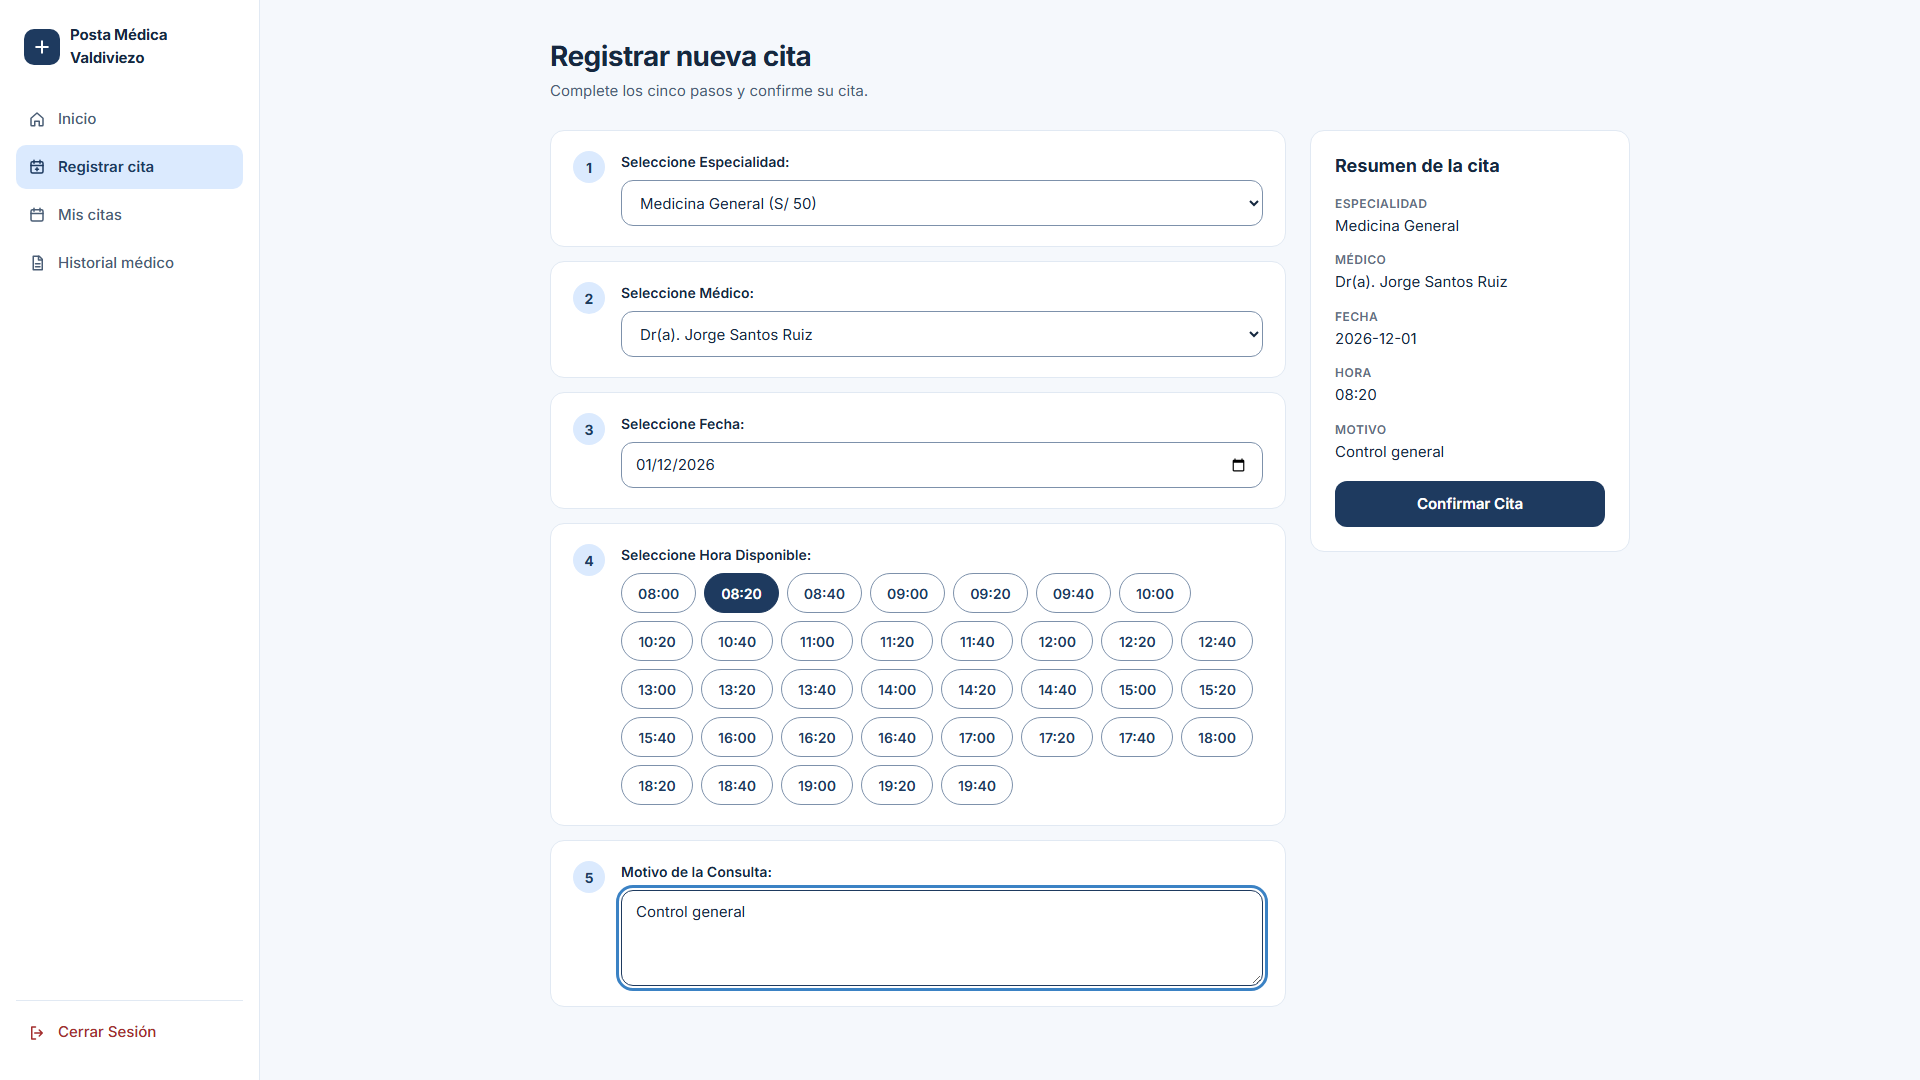 Posta Médica
Valdiviezo
Inicio
Registrar cita
Mis citas
Historial médico
Cerrar Sesión
Registrar nueva cita
Complete los cinco pasos y confirme su cita.
1
Seleccione Especialidad:
Medicina General (S/ 50)
2
Seleccione Médico:
Dr(a). Jorge Santos Ruiz
3
Seleccione Fecha:
01/12/2026
4
Seleccione Hora Disponible:
08:00 08:20 08:40 09:00 09:20 09:40 10:00
10:20 10:40 11:00 11:20 11:40 12:00 12:20 12:40
13:00 13:20 13:40 14:00 14:20 14:40 15:00 15:20
15:40 16:00 16:20 16:40 17:00 17:20 17:40 18:00
18:20 18:40 19:00 19:20 19:40
5
Motivo de la Consulta:
Control general
Resumen de la cita
ESPECIALIDAD
Medicina General
MÉDICO
Dr(a). Jorge Santos Ruiz
FECHA
2026-12-01
HORA
08:20
MOTIVO
Control general
Confirmar Cita